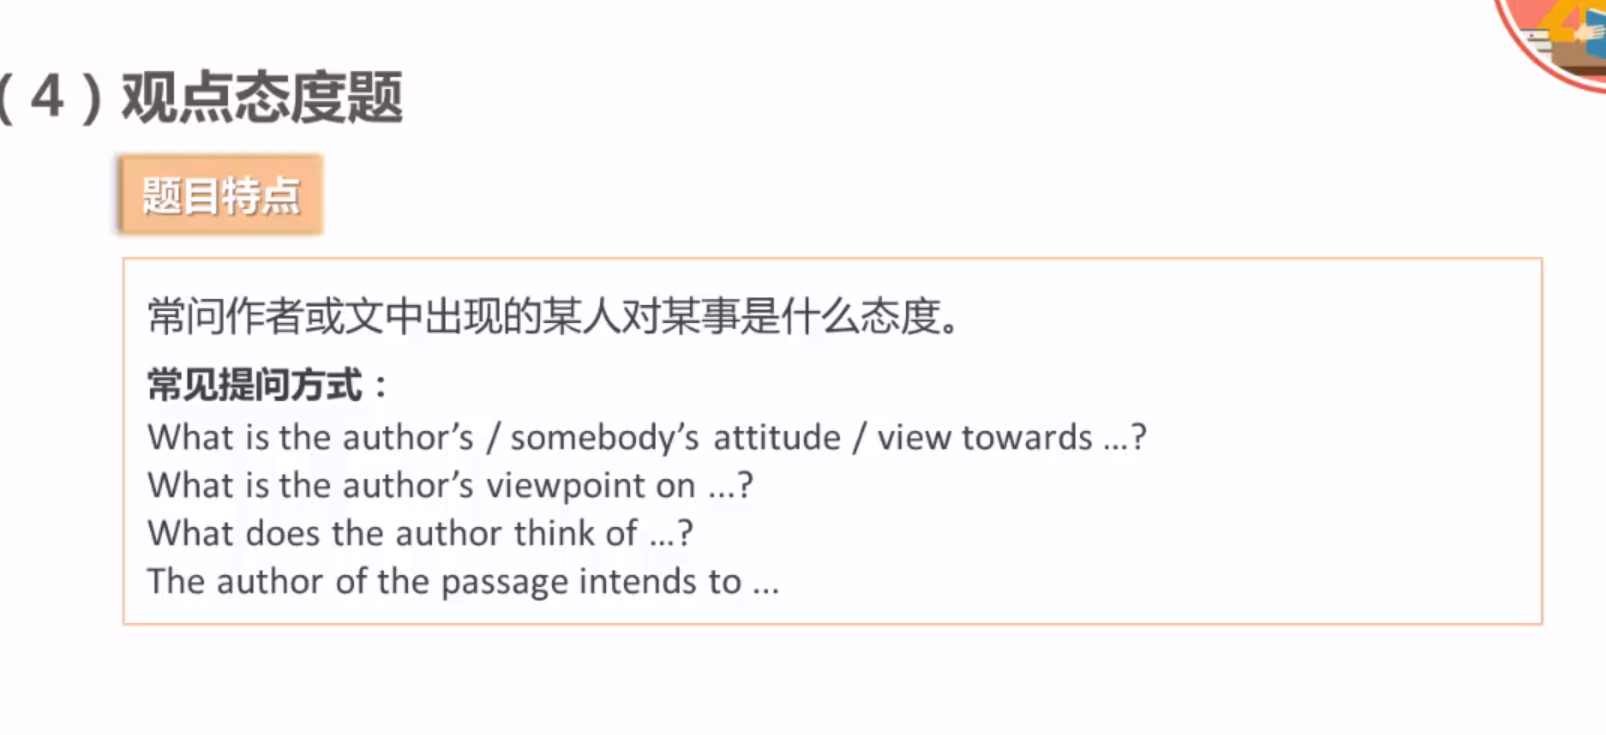 （4）观点态度题
题目特点
常问作者或文中出现的某人对某事是什么态度。
常见提问方式：
What is the author’s / somebody’s attitude / view towards ...?
What is the author’s viewpoint on ...?
What does the author think of ...?
The author of the passage intends to ...